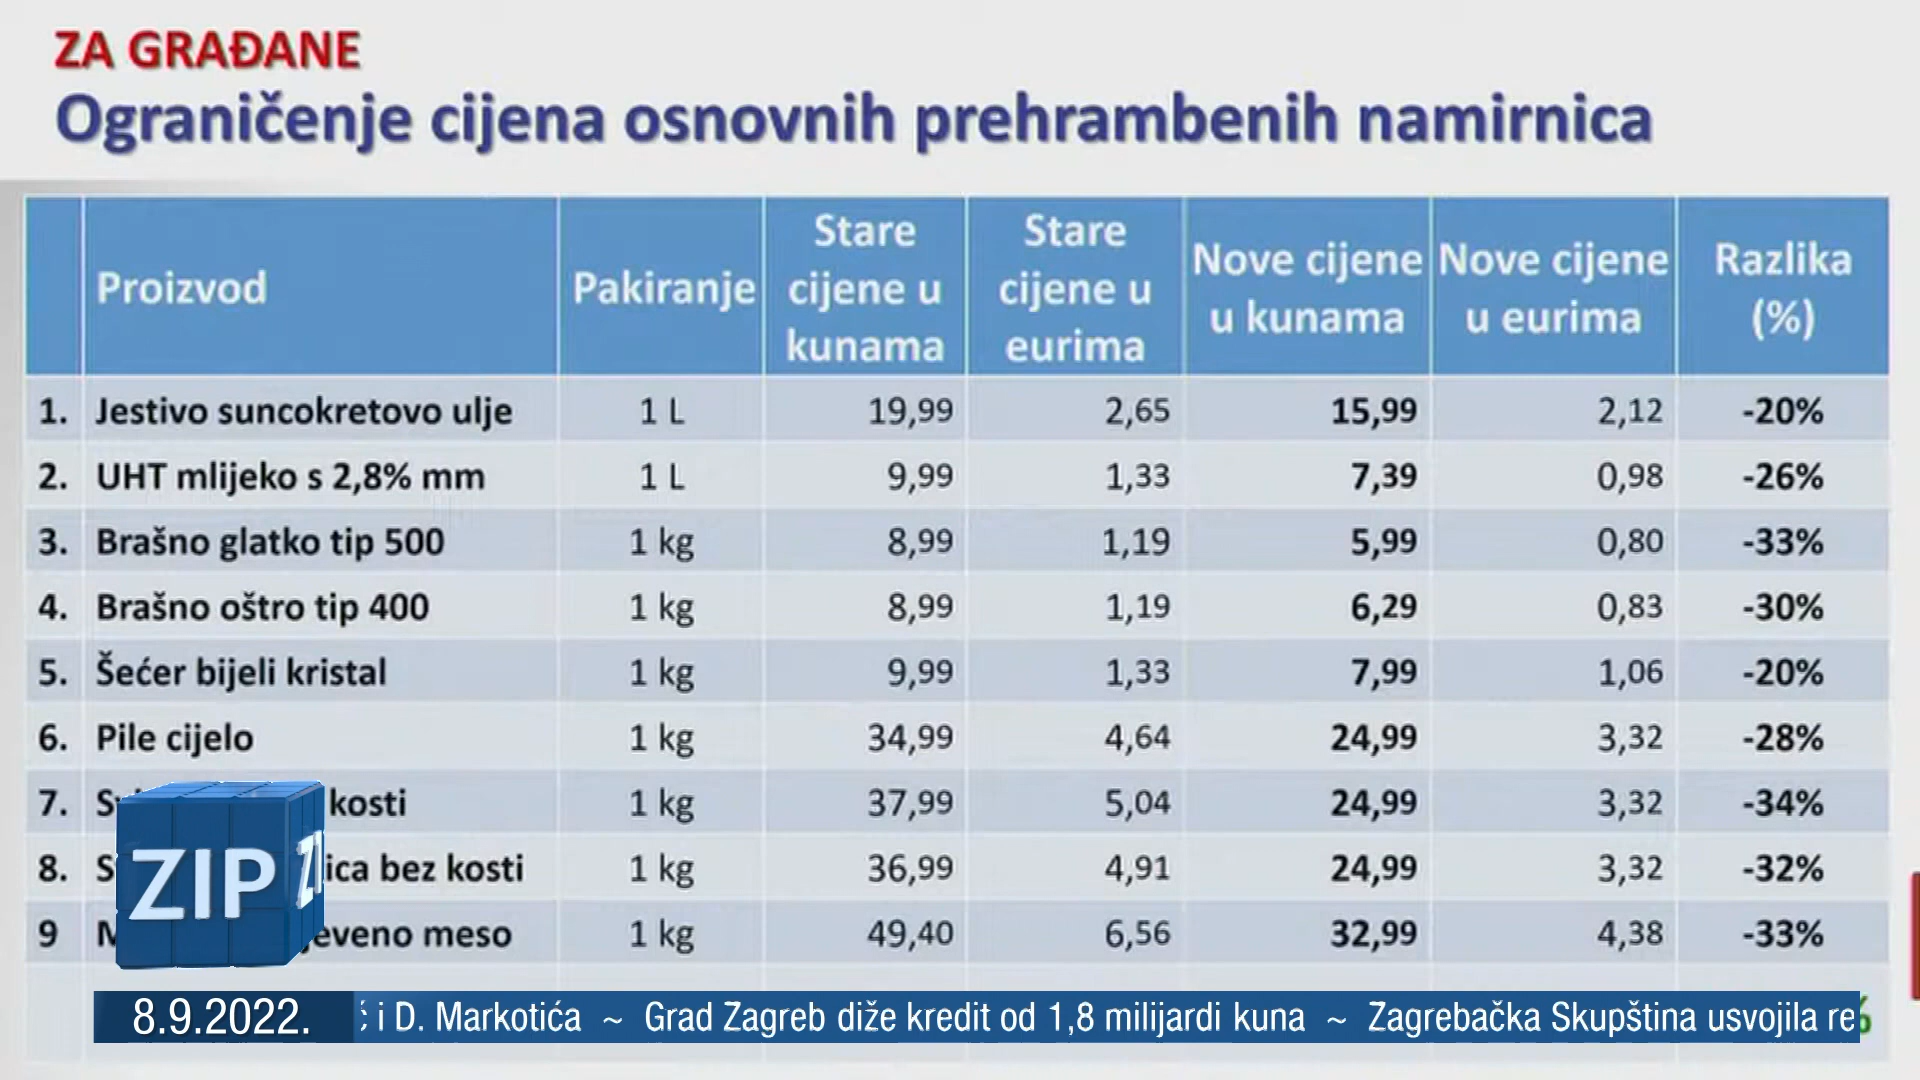 ZA GRAĐANE
Ograničenje cijena osnovnih prehrambenih namirnica
Proizvod Pakiranje Stare cijene u kunama Stare cijene u eurima Nove cijene u kunama Nove cijene u eurima Razlika (%)
1. Jestivo suncokretovo ulje 1 L 19,99 2,65 15,99 2,12 -20%
2. UHT mlijeko s 2,8% mm 1 L 9,99 1,33 7,39 0,98 -26%
3. Brašno glatko tip 500 1 kg 8,99 1,19 5,99 0,80 -33%
4. Brašno oštro tip 400 1 kg 8,99 1,19 6,29 0,83 -30%
5. Šećer bijeli kristal 1 kg 9,99 1,33 7,99 1,06 -20%
6. Pile cijelo 1 kg 34,99 4,64 24,99 3,32 -28%
7. kosti 1 kg 37,99 5,04 24,99 3,32 -34%
8. bez kosti 1 kg 36,99 4,91 24,99 3,32 -32%
9 meso 1 kg 49,40 6,56 32,99 4,38 -33%
ZIP
8.9.2022. i D. Markotića ~ Grad Zagreb diže kredit od 1,8 milijardi kuna ~ Zagrebačka Skupština usvojila